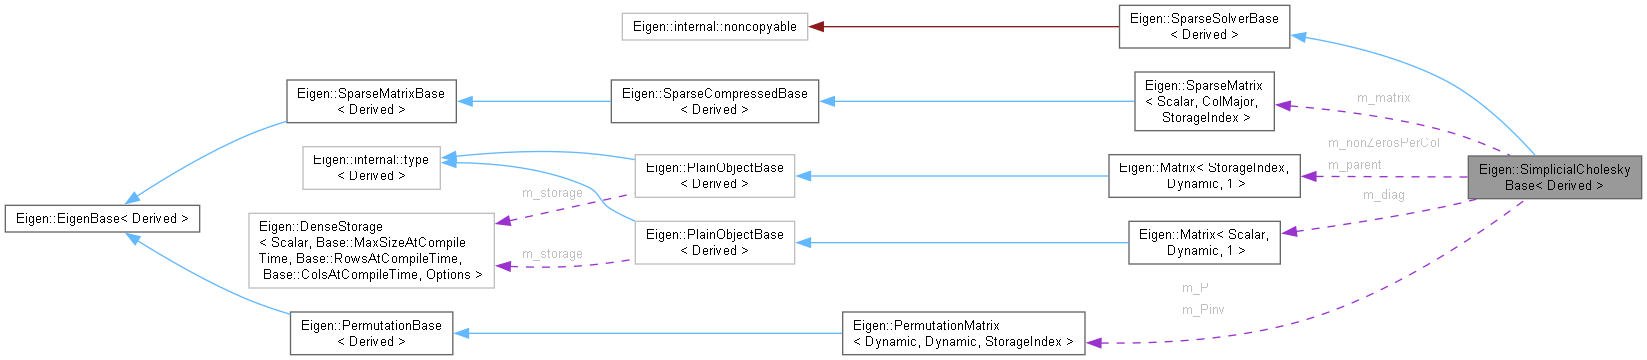 Eigen::internal::noncopyable
Eigen::SparseSolverBase
< Derived >
Eigen::SparseMatrixBase
< Derived >
Eigen::SparseCompressedBase
< Derived >
Eigen::SparseMatrix
< Scalar, ColMajor,
StorageIndex >
m_matrix
Eigen::internal::type
< Derived >
Eigen::PlainObjectBase
< Derived >
Eigen::Matrix< StorageIndex,
Dynamic, 1 >
m_nonZerosPerCol
m_parent
Eigen::SimplicialCholesky
Base< Derived >
m_storage
m_diag
Eigen::EigenBase< Derived >
Eigen::DenseStorage
< Scalar, Base::MaxSizeAtCompile
Time, Base::RowsAtCompileTime,
Base::ColsAtCompileTime, Options >
m_storage
Eigen::PlainObjectBase
< Derived >
Eigen::Matrix< Scalar,
Dynamic, 1 >
m_P
m_Pinv
Eigen::PermutationBase
< Derived >
Eigen::PermutationMatrix
< Dynamic, Dynamic, StorageIndex >